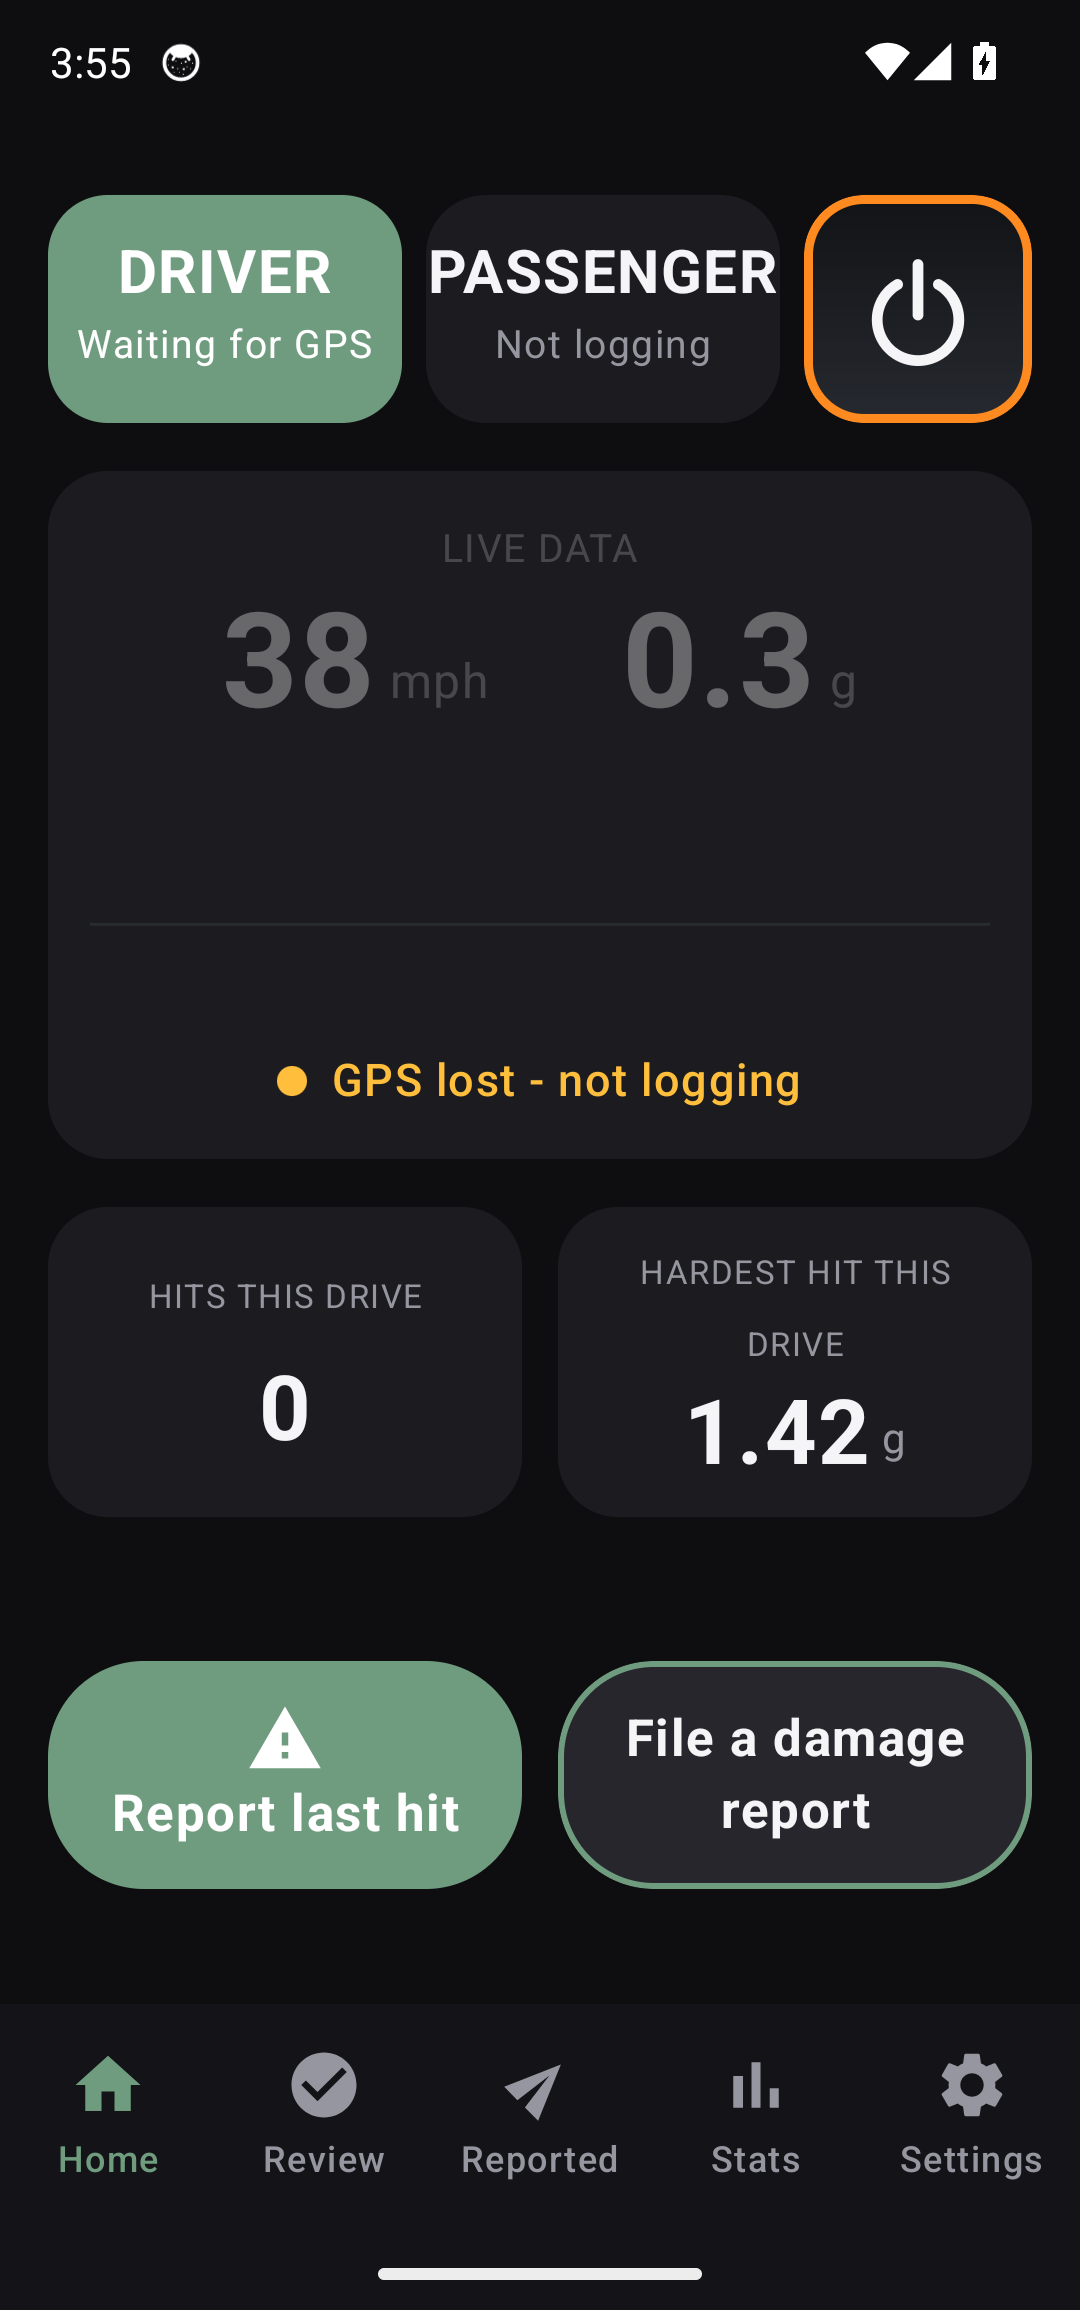 3:55
DRIVER
Waiting for GPS
PASSENGER
Not logging
LIVE DATA
38 mph
0.3 g
GPS lost - not logging
HITS THIS DRIVE
0
HARDEST HIT THIS
DRIVE
1.42 g
Report last hit
File a damage
report
Home
Review
Reported
Stats
Settings